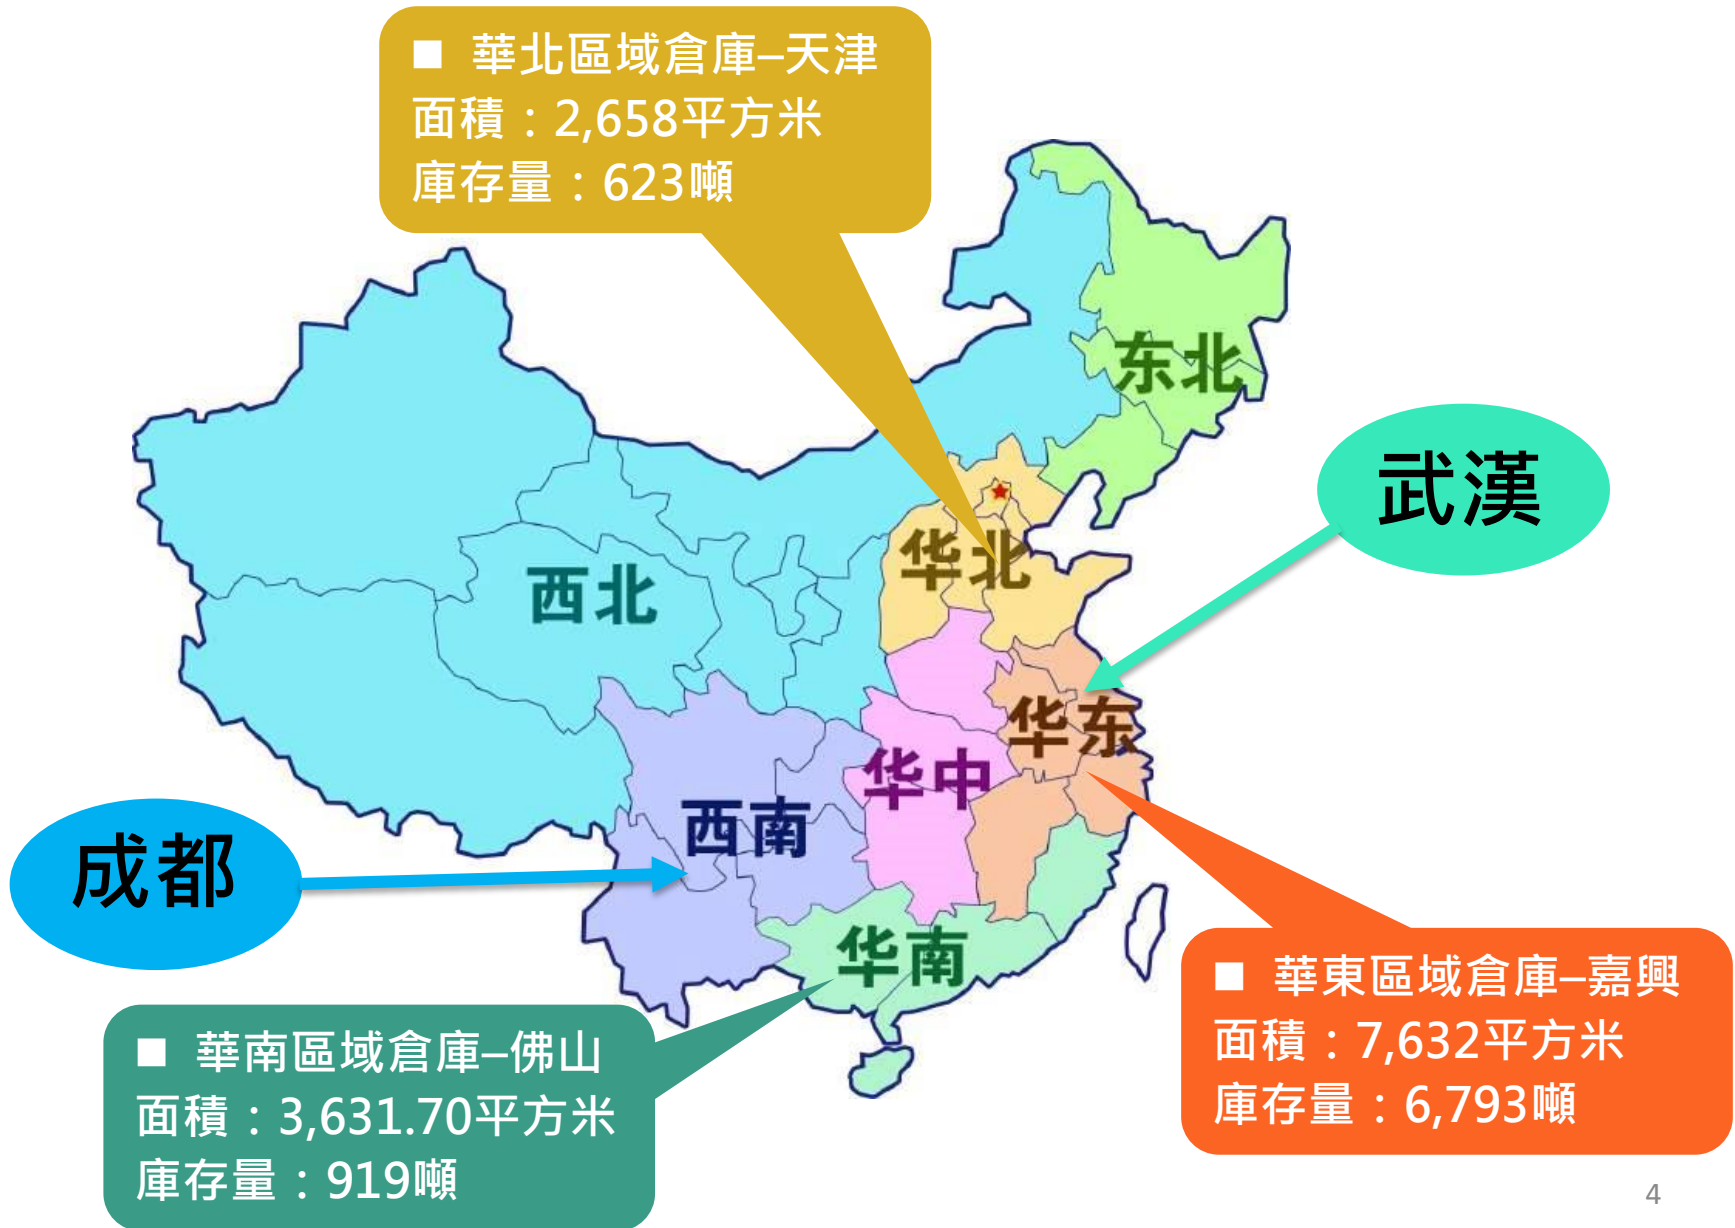 ■ 華北區域倉庫–天津
面積：2,658平方米
庫存量：623噸
东北
武漢
华北
西北
华东
华中
西南
成都
华南
■ 華東區域倉庫–嘉興
面積：7,632平方米
庫存量：6,793噸
■ 華南區域倉庫–佛山
面積：3,631.70平方米
庫存量：919噸
4